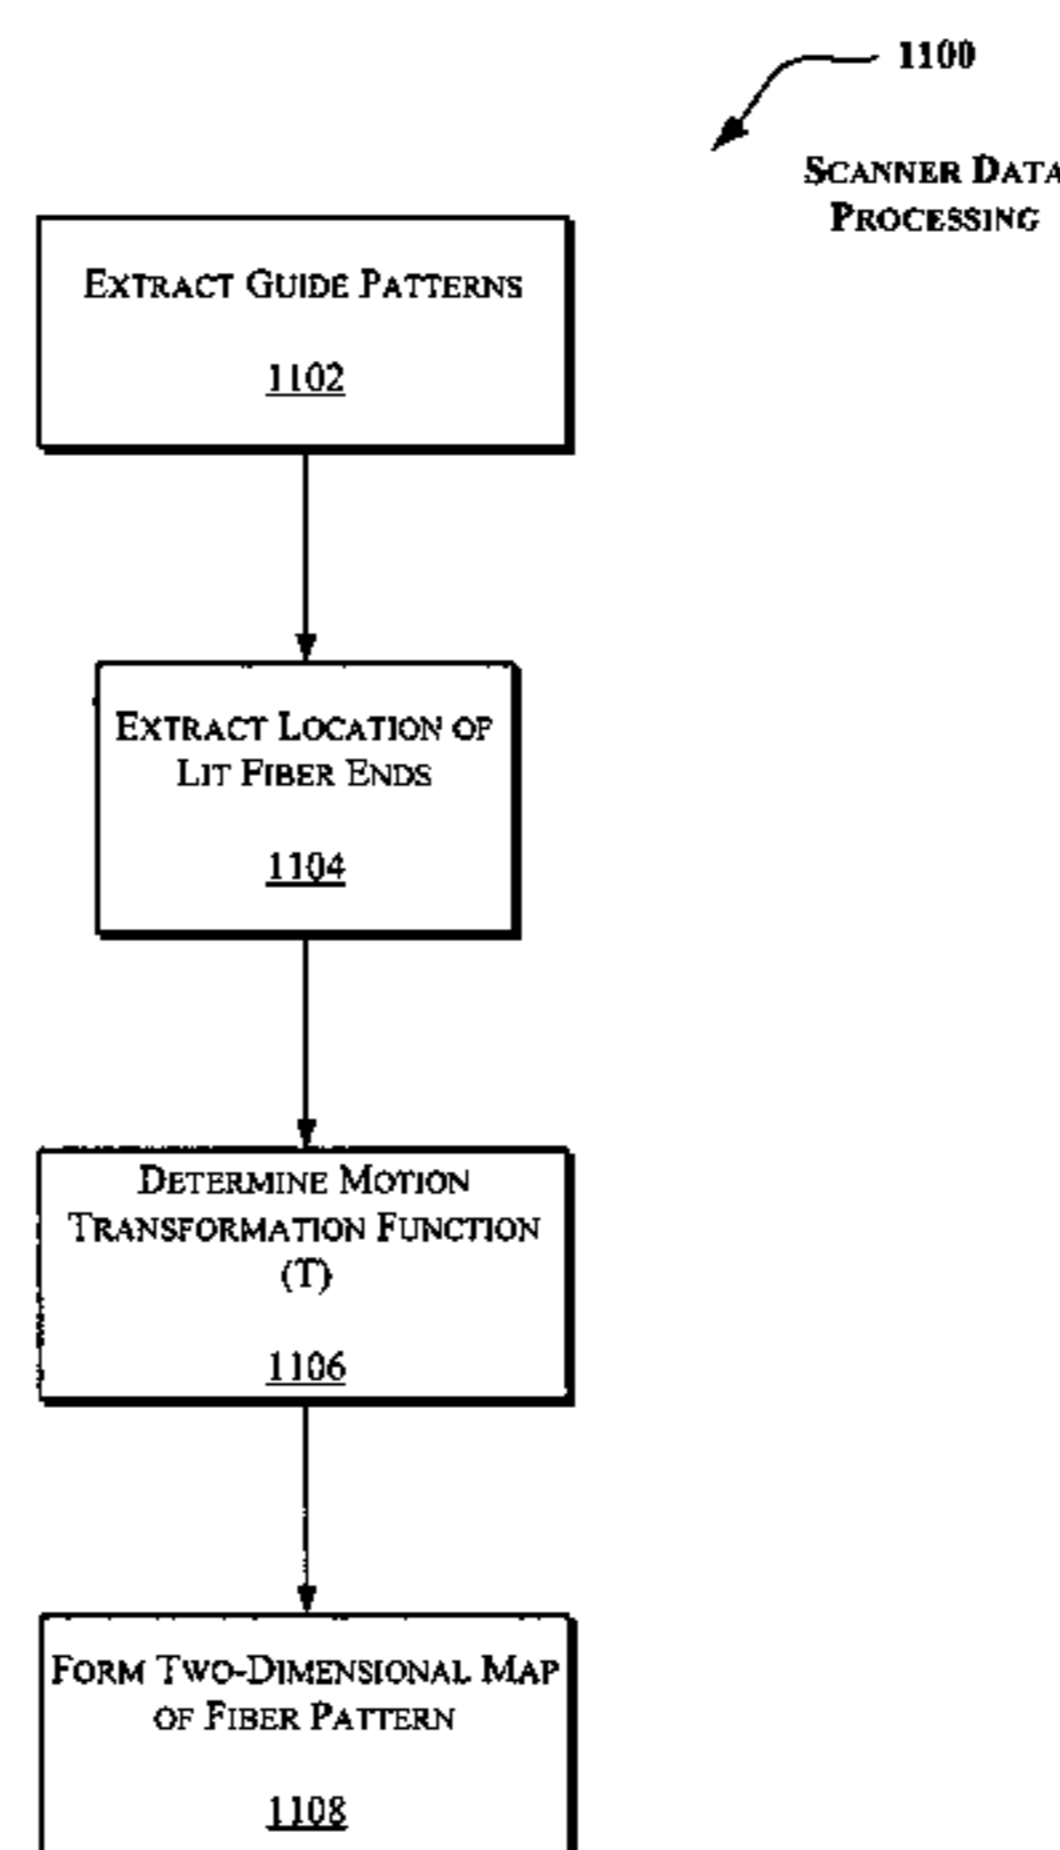 1100
SCANNER DATA
PROCESSING
EXTRACT GUIDE PATTERNS
1102
EXTRACT LOCATION OF
LIT FIBER ENDS
1104
DETERMINE MOTION
TRANSFORMATION FUNCTION
(T)
1106
FORM TWO-DIMENSIONAL MAP
OF FIBER PATTERN
1108